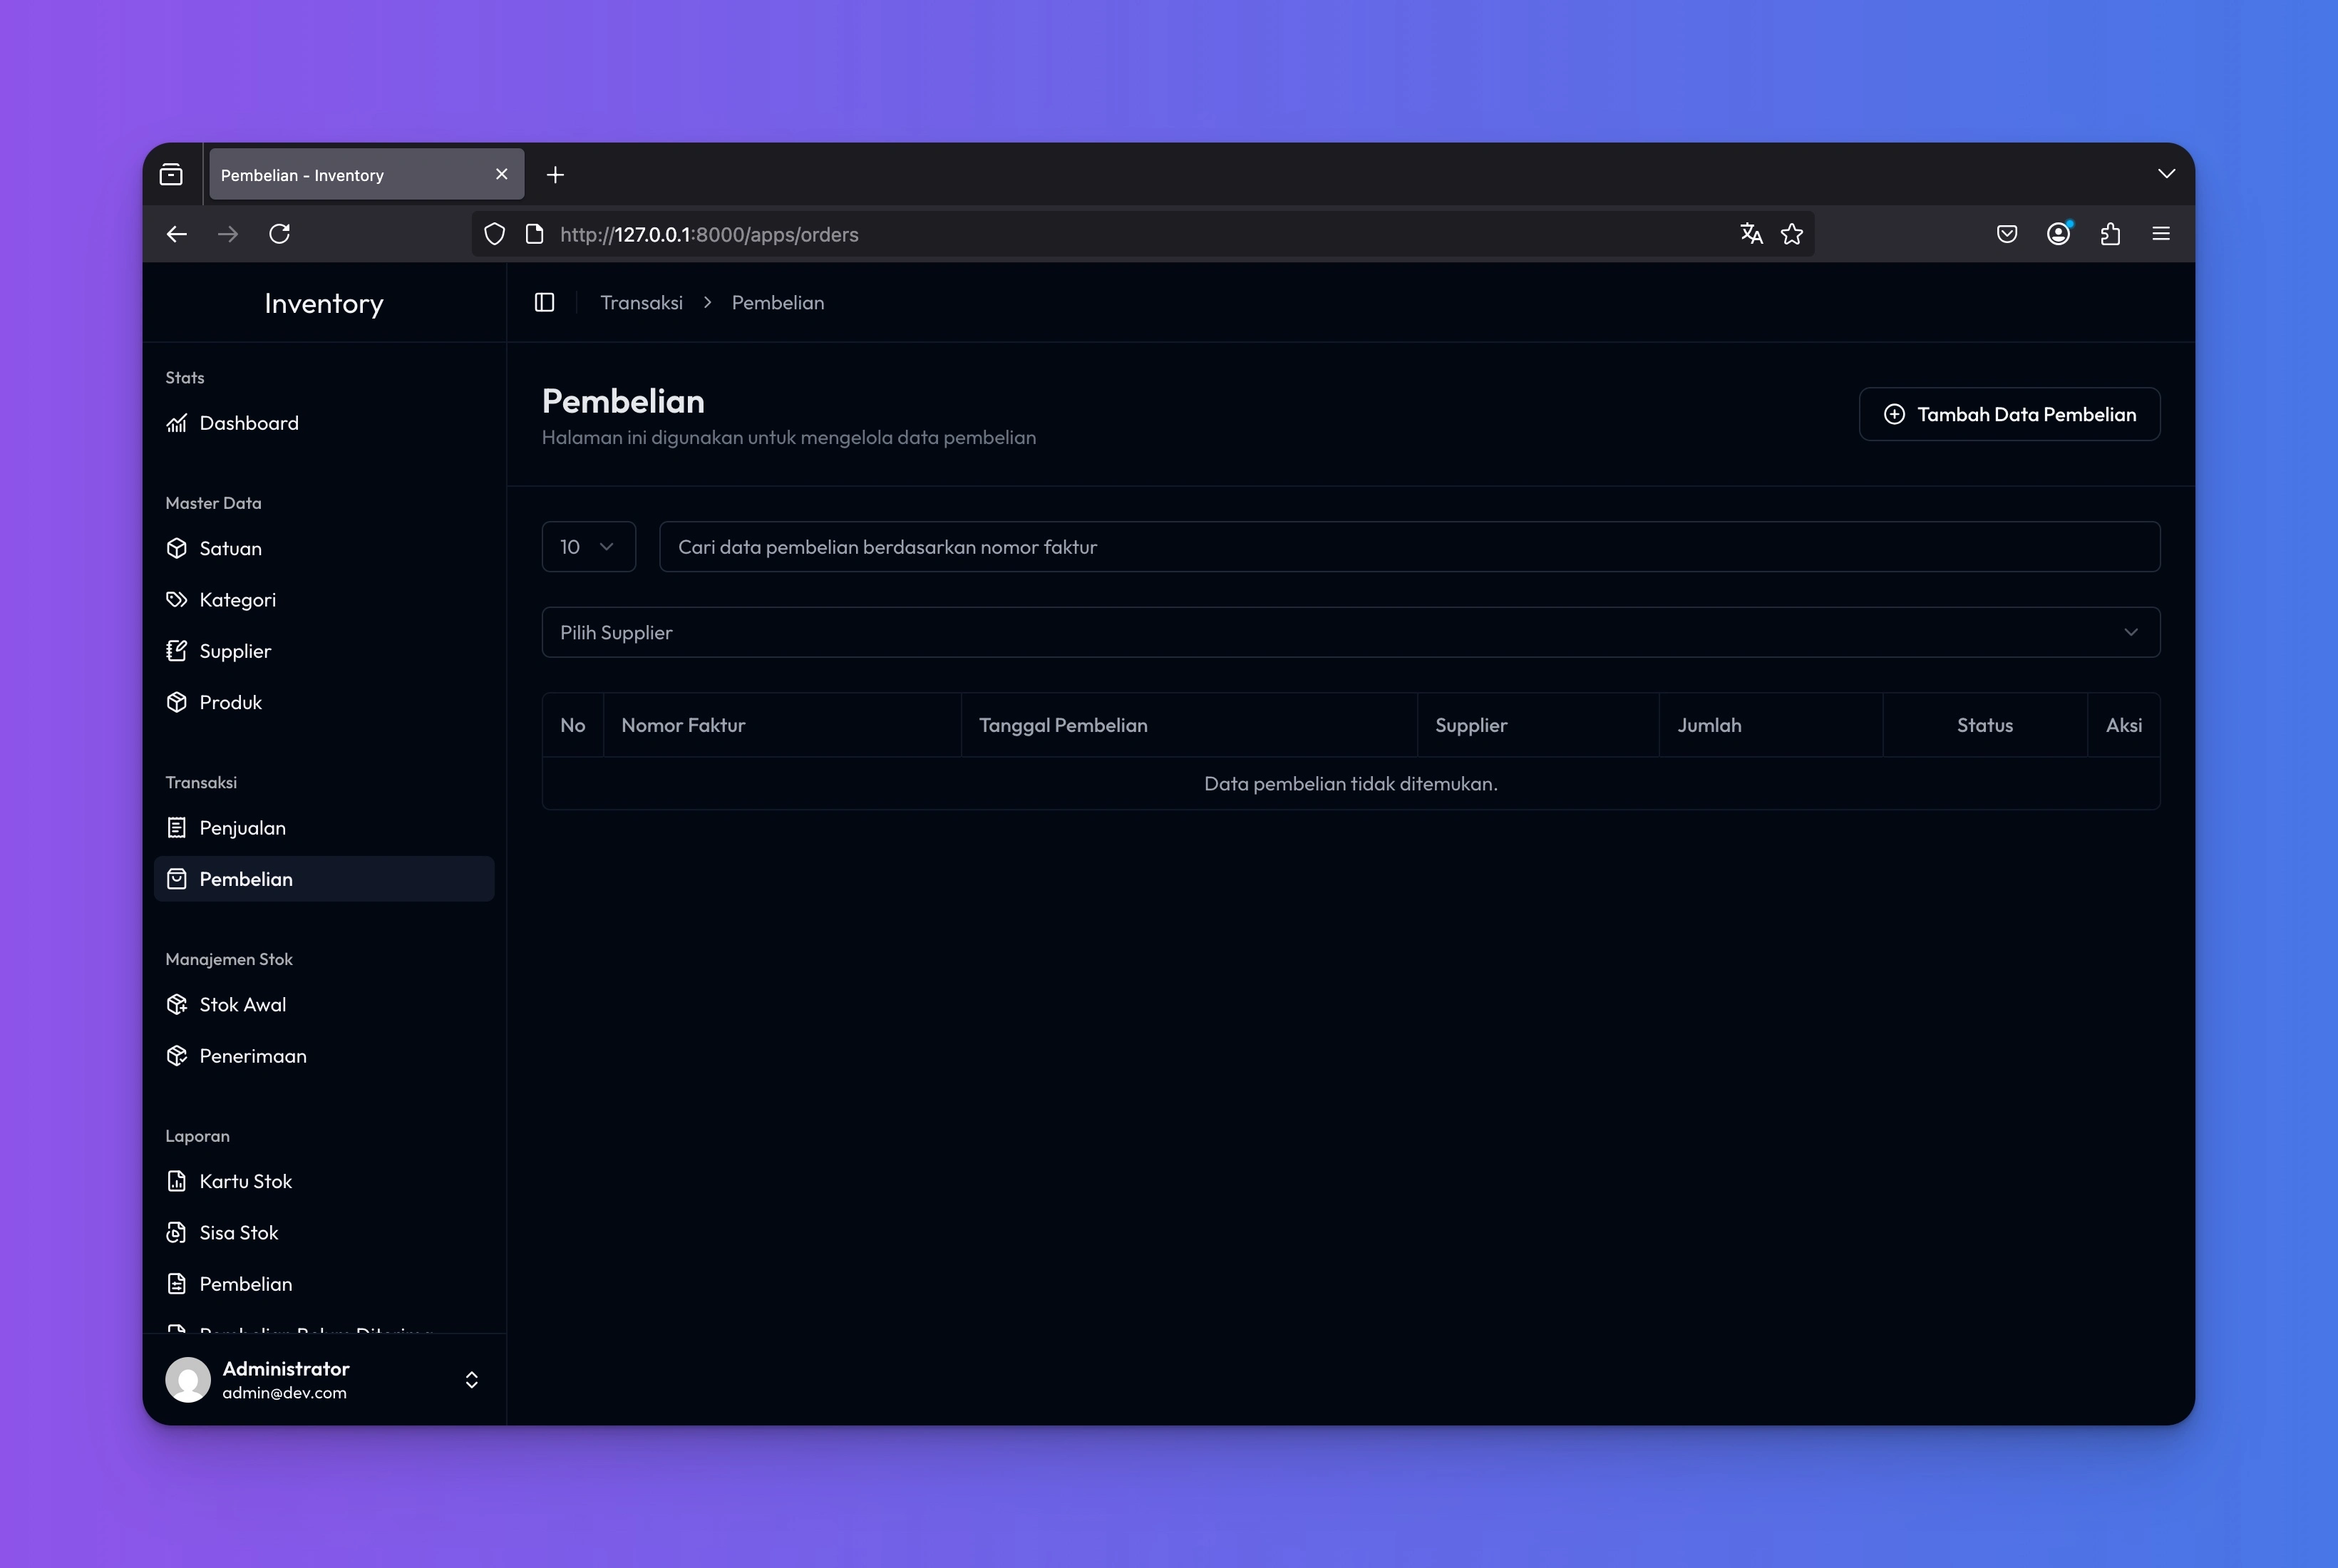 Pembelian - Inventory
http://127.0.0.1:8000/apps/orders
Inventory
Transaksi > Pembelian
Stats
Dashboard
Master Data
Satuan
Kategori
Supplier
Produk
Transaksi
Penjualan
Pembelian
Manajemen Stok
Stok Awal
Penerimaan
Laporan
Kartu Stok
Sisa Stok
Pembelian
Pembelian Belum Diterima
Administrator
admin@dev.com
Pembelian
Halaman ini digunakan untuk mengelola data pembelian
Tambah Data Pembelian
10
Cari data pembelian berdasarkan nomor faktur
Pilih Supplier
No Nomor Faktur Tanggal Pembelian Supplier Jumlah Status Aksi
Data pembelian tidak ditemukan.